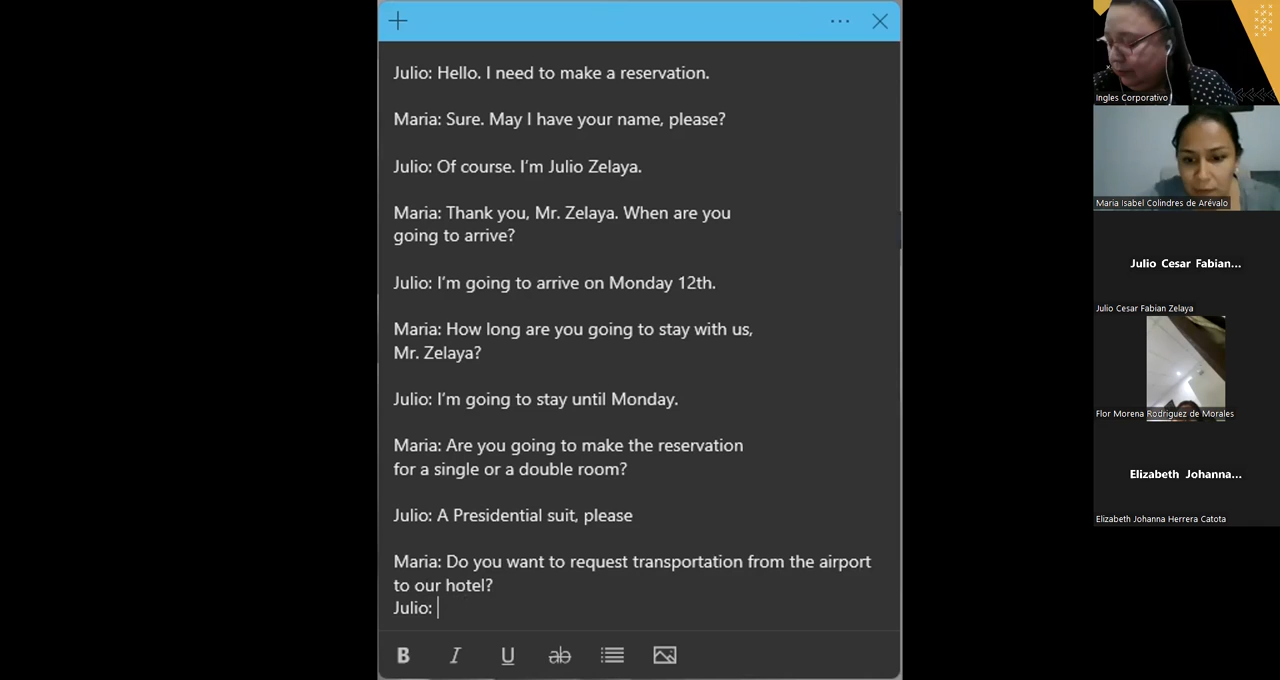 Julio: Hello. I need to make a reservation.
Maria: Sure. May I have your name, please?
Julio: Of course. I'm Julio Zelaya.
Maria: Thank you, Mr. Zelaya. When are you
going to arrive?
Julio: I'm going to arrive on Monday 12th.
Maria: How long are you going to stay with us,
Mr. Zelaya?
Julio: I'm going to stay until Monday.
Maria: Are you going to make the reservation
for a single or a double room?
Julio: A Presidential suit, please
Maria: Do you want to request transportation from the airport
to our hotel?
Julio:
B I U ab
Ingles Corporativo
Maria Isabel Colindres de Arévalo
Julio Cesar Fabian...
Julio Cesar Fabian Zelaya
Flor Morena Rodriguez de Morales
Elizabeth Johanna...
Elizabeth Johanna Herrera Catota